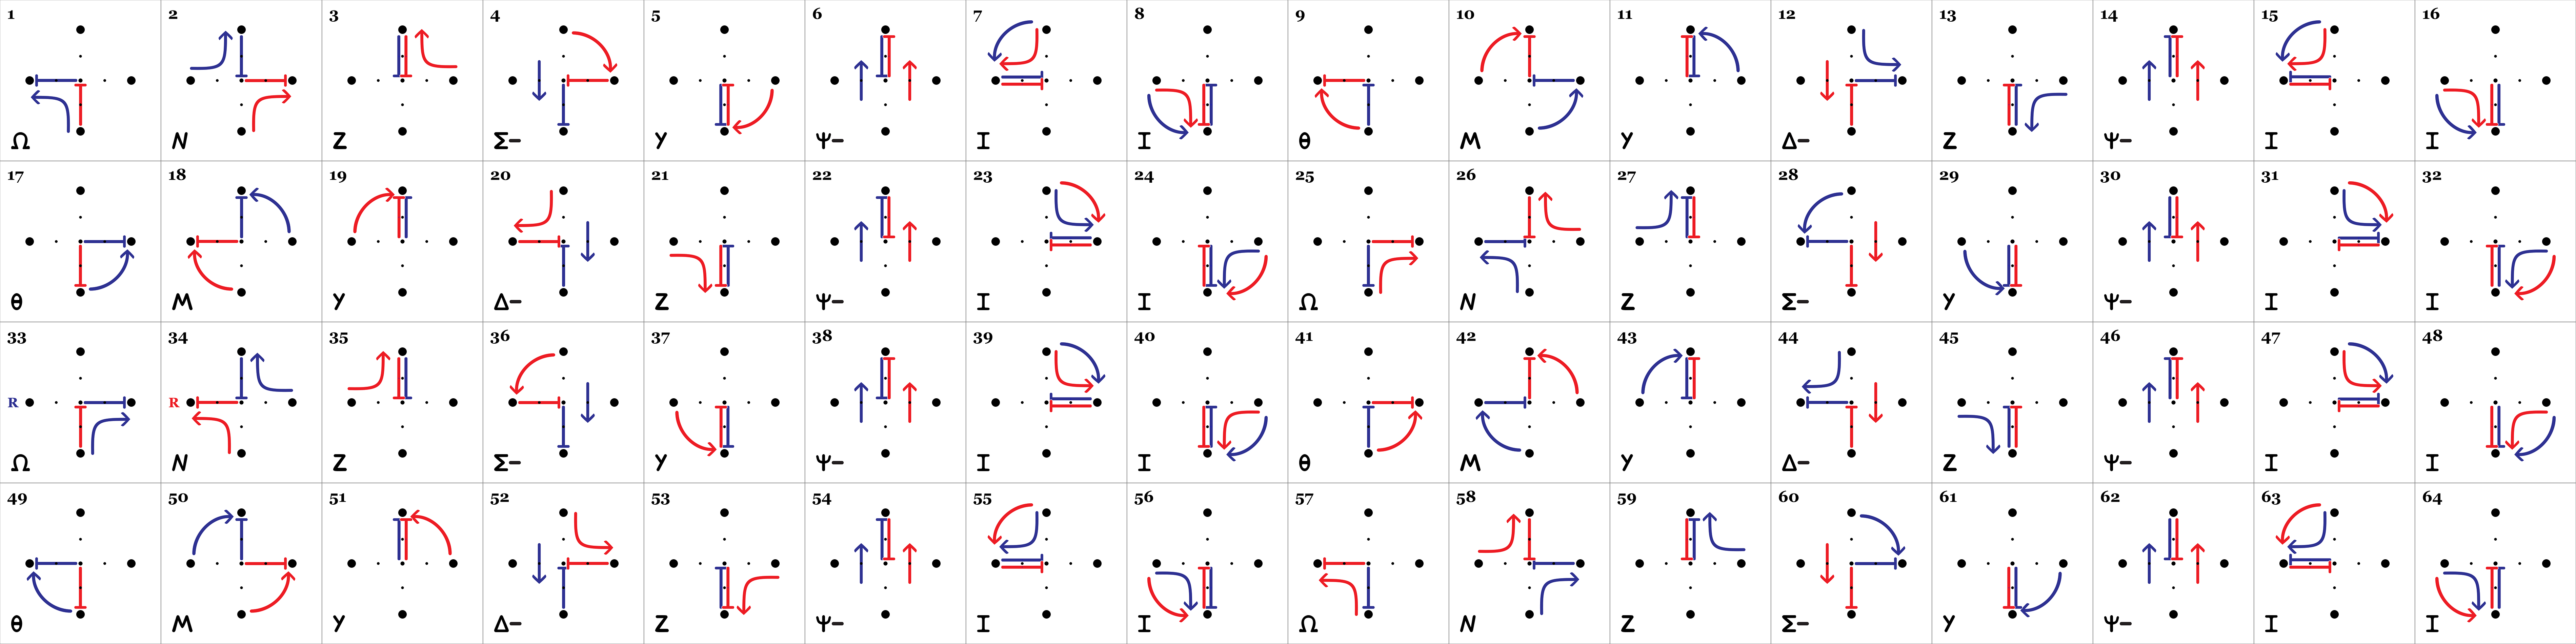 1 2 3 4 5 6 7 8 9 10 11 12 13 14 15 16
Ω N Z Σ- Y Ψ- I I θ M Y Δ- Z Ψ- I I
17 18 19 20 21 22 23 24 25 26 27 28 29 30 31 32
θ M Y Δ- Z Ψ- I I Ω N Z Σ- Y Ψ- I I
33 34 35 36 37 38 39 40 41 42 43 44 45 46 47 48
R R
Ω N Z Σ- Y Ψ- I I θ M Y Δ- Z Ψ- I I
49 50 51 52 53 54 55 56 57 58 59 60 61 62 63 64
θ M Y Δ- Z Ψ- I I Ω N Z Σ- Y Ψ- I I